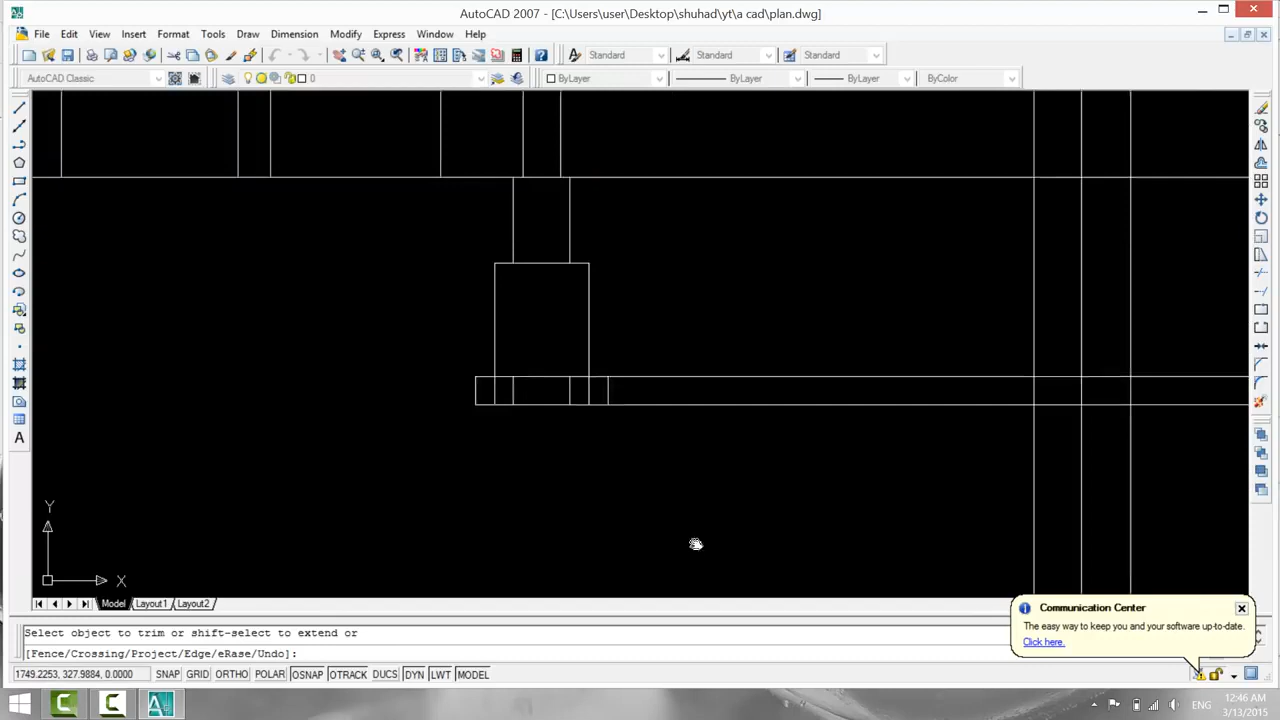 AutoCAD 2007 - [C:\Users\user\Desktop\shuhad\yt\a cad\plan.dwg]
File Edit View Insert Format Tools Draw Dimension Modify Express Window Help
Standard Standard Standard
AutoCAD Classic 0 ByLayer ByLayer ByLayer ByColor
A
Y
X
Model Layout1 Layout2
Communication Center
The easy way to keep you and your software up-to-date.
Click here.
Select object to trim or shift-select to extend or
[Fence/Crossing/Project/Edge/eRase/Undo]:
1749.2253, 327.9884, 0.0000 SNAP GRID ORTHO POLAR OSNAP OTRACK DUCS DYN LWT MODEL
ENG
12:46 AM
3/13/2015